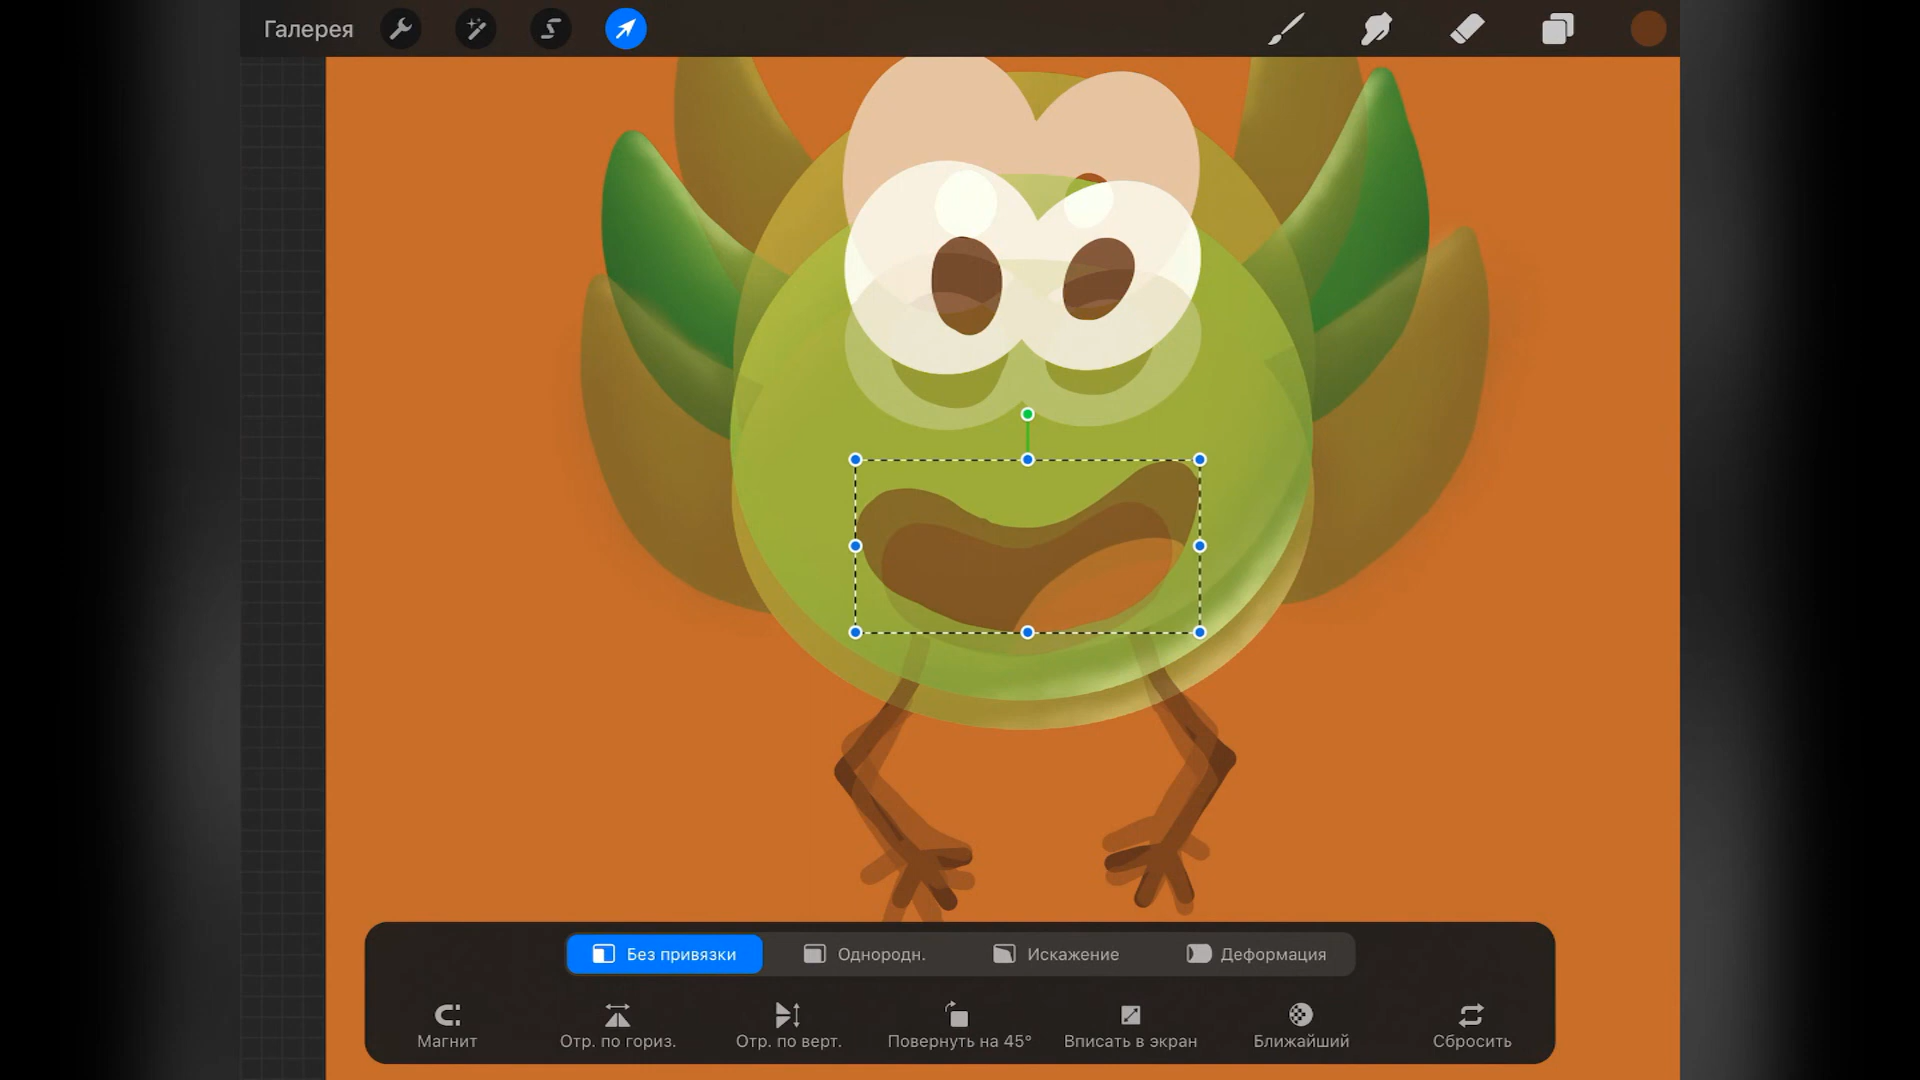 Галерея
Без привязки
Однородн.
Искажение
Деформация
Магнит
Отр. по гориз.
Отр. по верт.
Повернуть на 45°
Вписать в экран
Ближайший
Сбросить